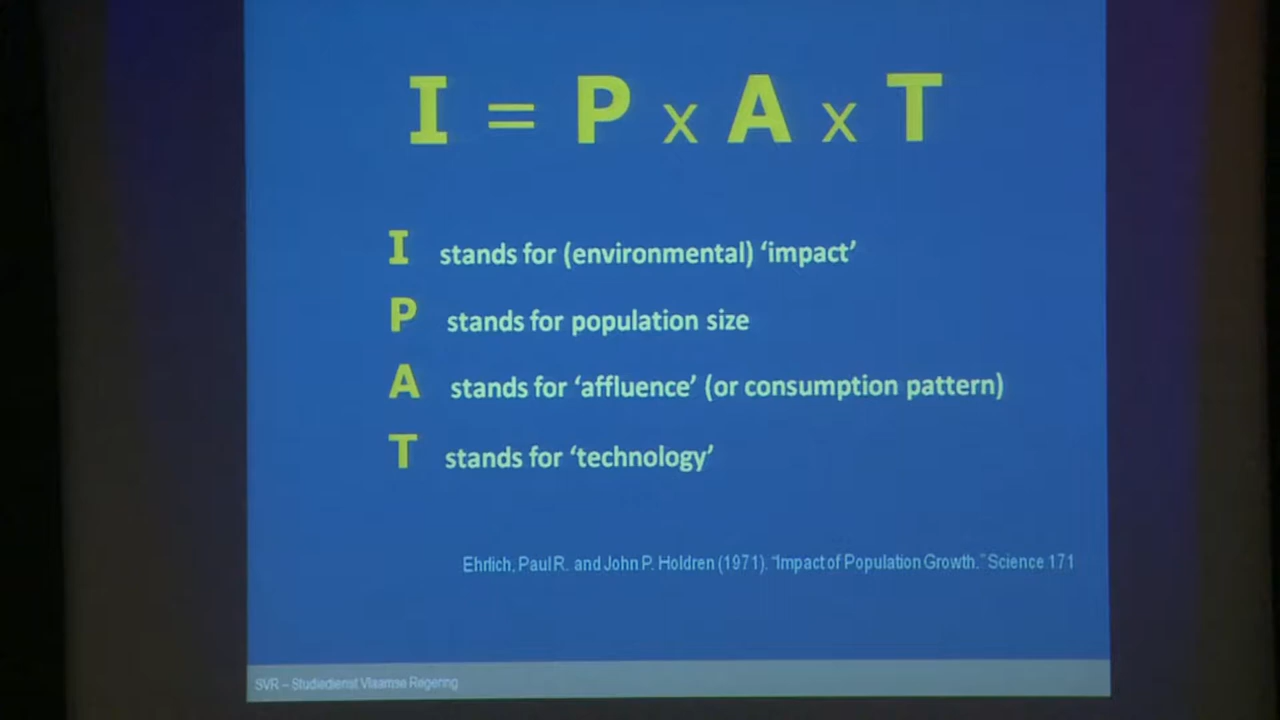 I = P x A x T
I stands for (environmental) ‘impact’
P stands for population size
A stands for ‘affluence’ (or consumption pattern)
T stands for ‘technology’
Ehrlich, Paul R. and John P. Holdren (1971). “Impact of Population Growth.” Science 171
SVR – Studiedienst Vlaamse Regering